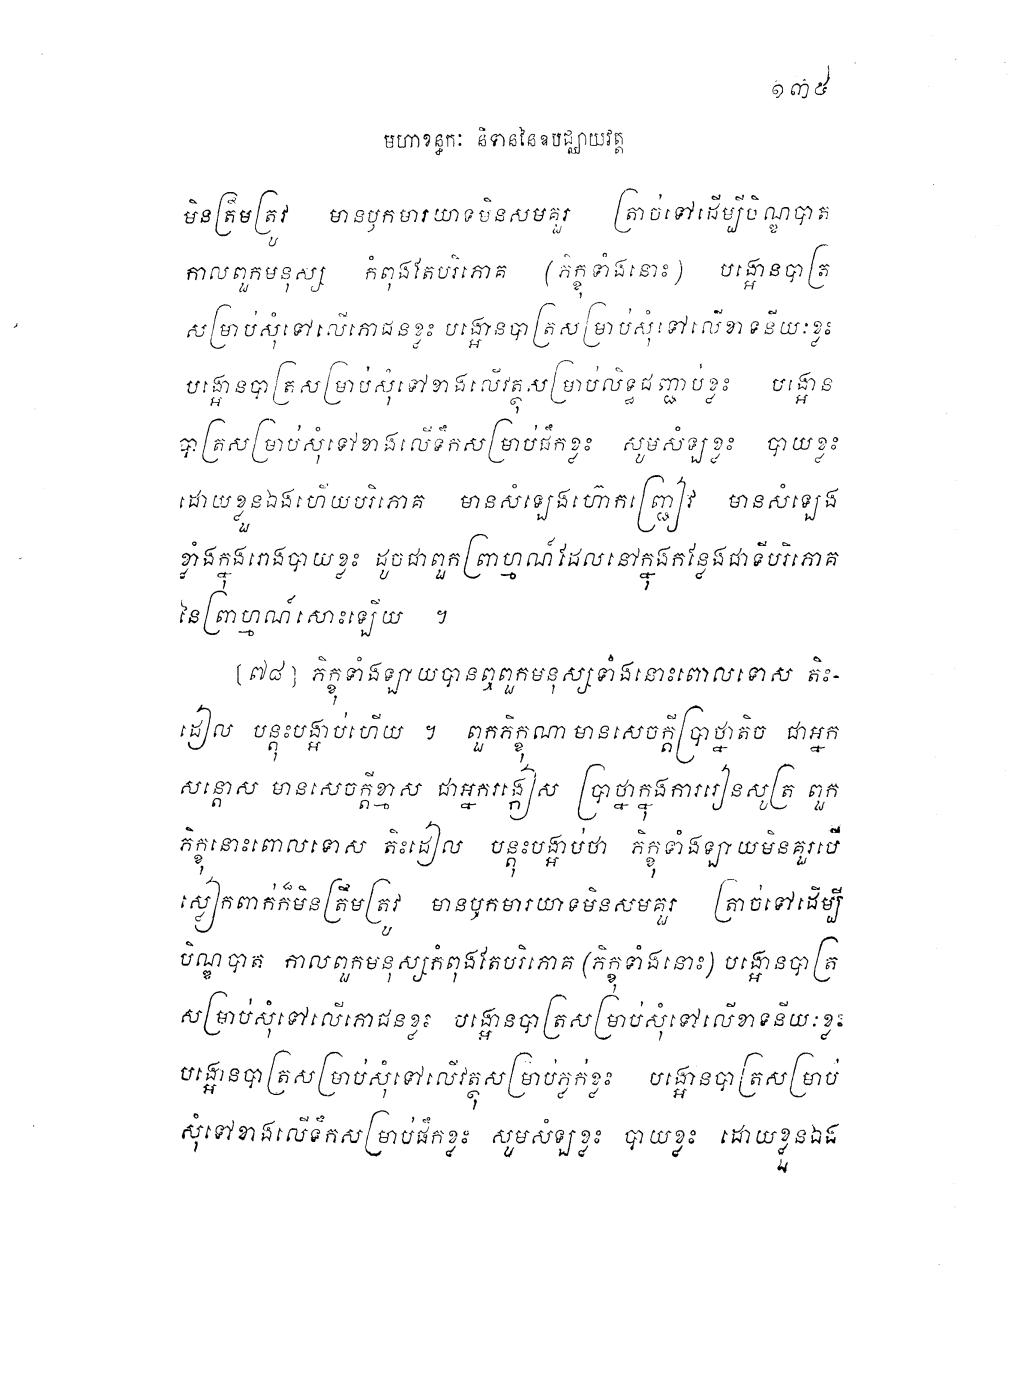 ១៣៥
មហាខន្ធកៈ និទាននៃឧបជ្ឈាយវត្ត
មិនត្រឹមត្រូវ មានឫកមារយាទមិនសមគួរ ត្រាច់ទៅដើម្បីបិណ្ឌបាត
កាលពួកមនុស្ស កំពុងតែបរិភោគ (ភិក្ខុទាំងនោះ) បង្អោនបាត្រ
សម្រាប់សុំទៅលើភោជនខ្លះ បង្អោនបាត្រសម្រាប់សុំទៅលើខាទនីយៈខ្លះ
បង្អោនបាត្រសម្រាប់សុំទៅខាងលើវត្ថុសម្រាប់លិទ្ធជញ្ជាប់ខ្លះ បង្អោន
បាត្រសម្រាប់សុំទៅខាងលើទឹកសម្រាប់ផឹកខ្លះ សូមសំឡខ្លះ បាយខ្លះ
ដោយខ្លួនឯងហើយបរិភោគ មានសំឡេងហ៊ោកញ្ជ្រៀវ មានសំឡេង
ខ្លាំងក្នុងរោងបាយខ្លះ ដូចជាពួកព្រាហ្មណ៍ដែលនៅក្នុងកន្លែងជាទីបរិភោគ
នៃព្រាហ្មណ៍សោះឡើយ ។
[៧៨] ភិក្ខុទាំងឡាយបានឮពួកមនុស្សទាំងនោះពោលទោស តិះ-
ដៀល បន្តុះបង្អាប់ហើយ ។ ពួកភិក្ខុណាមានសេចក្តីប្រាថ្នាតិច ជាអ្នក
សន្តោស មានសេចក្តីខ្មាស ជាអ្នករង្កៀស ប្រាថ្នាក្នុងការរៀនសូត្រ ពួក
ភិក្ខុនោះពោលទោស តិះដៀល បន្តុះបង្អាប់ថា ភិក្ខុទាំងឡាយមិនគួរបើ
ស្លៀកពាក់ក៏មិនត្រឹមត្រូវ មានឫកមារយាទមិនសមគួរ ត្រាច់ទៅដើម្បី
បិណ្ឌបាត កាលពួកមនុស្សកំពុងតែបរិភោគ (ភិក្ខុទាំងនោះ) បង្អោនបាត្រ
សម្រាប់សុំទៅលើភោជនខ្លះ បង្អោនបាត្រសម្រាប់សុំទៅលើខាទនីយៈខ្លះ
បង្អោនបាត្រសម្រាប់សុំទៅលើវត្ថុសម្រាប់ភ្លក់ខ្លះ បង្អោនបាត្រសម្រាប់
សុំទៅខាងលើទឹកសម្រាប់ផឹកខ្លះ សូមសំឡខ្លះ បាយខ្លះ ដោយខ្លួនឯង